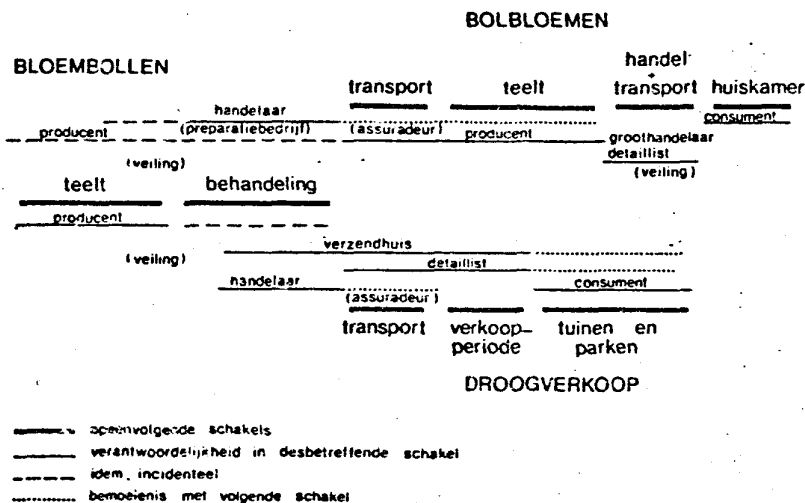 BOLBLOEMEN
BLOEMBOLLEN
handel
+
transport teelt transport huiskamer
handelaar consument
producent (preparatiebedrijf) (assuradeur) producent groothandelaar
detaillist
(veiling) (veiling)
teelt behandeling
producent
verzendhuis
(veiling) detaillist
handelaar consument
(assuradeur)
transport verkoop- tuinen en
periode parken
DROOGVERKOOP
opeenvolgende schakels
verantwoordelijkheid in desbetreffende schakel
idem, incidenteel
bemoeienis met volgende schakel